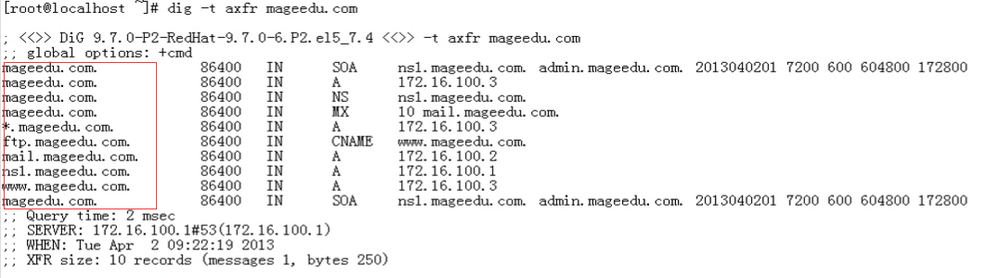 [root@localhost ~]# dig -t axfr mageedu.com
; <<>> DiG 9.7.0-P2-RedHat-9.7.0-6.P2.el5_7.4 <<>> -t axfr mageedu.com
;; global options: +cmd
mageedu.com. 86400 IN SOA ns1.mageedu.com. admin.mageedu.com. 2013040201 7200 600 604800 172800
mageedu.com. 86400 IN A 172.16.100.3
mageedu.com. 86400 IN NS ns1.mageedu.com.
mageedu.com. 86400 IN MX 10 mail.mageedu.com.
*.mageedu.com. 86400 IN A 172.16.100.3
ftp.mageedu.com. 86400 IN CNAME www.mageedu.com.
mail.mageedu.com. 86400 IN A 172.16.100.2
ns1.mageedu.com. 86400 IN A 172.16.100.1
www.mageedu.com. 86400 IN A 172.16.100.3
mageedu.com. 86400 IN SOA ns1.mageedu.com. admin.mageedu.com. 2013040201 7200 600 604800 172800
;; Query time: 2 msec
;; SERVER: 172.16.100.1#53(172.16.100.1)
;; WHEN: Tue Apr  2 09:22:19 2013
;; XFR size: 10 records (messages 1, bytes 250)